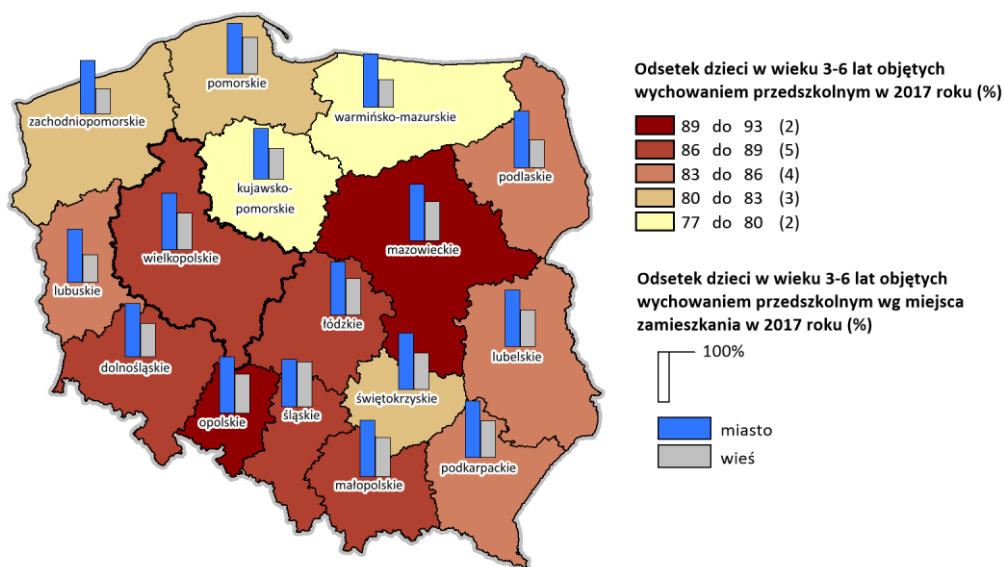 pomorskie
zachodniopomorskie
warmińsko-mazurskie
podlaskie
kujawsko-
pomorskie
mazowieckie
wielkopolskie
lubuskie
łódzkie
lubelskie
dolnośląskie
opolskie
śląskie
świętokrzyskie
małopolskie
podkarpackie
Odsetek dzieci w wieku 3-6 lat objętych
wychowaniem przedszkolnym w 2017 roku (%)
89 do 93 (2)
86 do 89 (5)
83 do 86 (4)
80 do 83 (3)
77 do 80 (2)
Odsetek dzieci w wieku 3-6 lat objętych
wychowaniem przedszkolnym wg miejsca
zamieszkania w 2017 roku (%)
100%
miasto
wieś